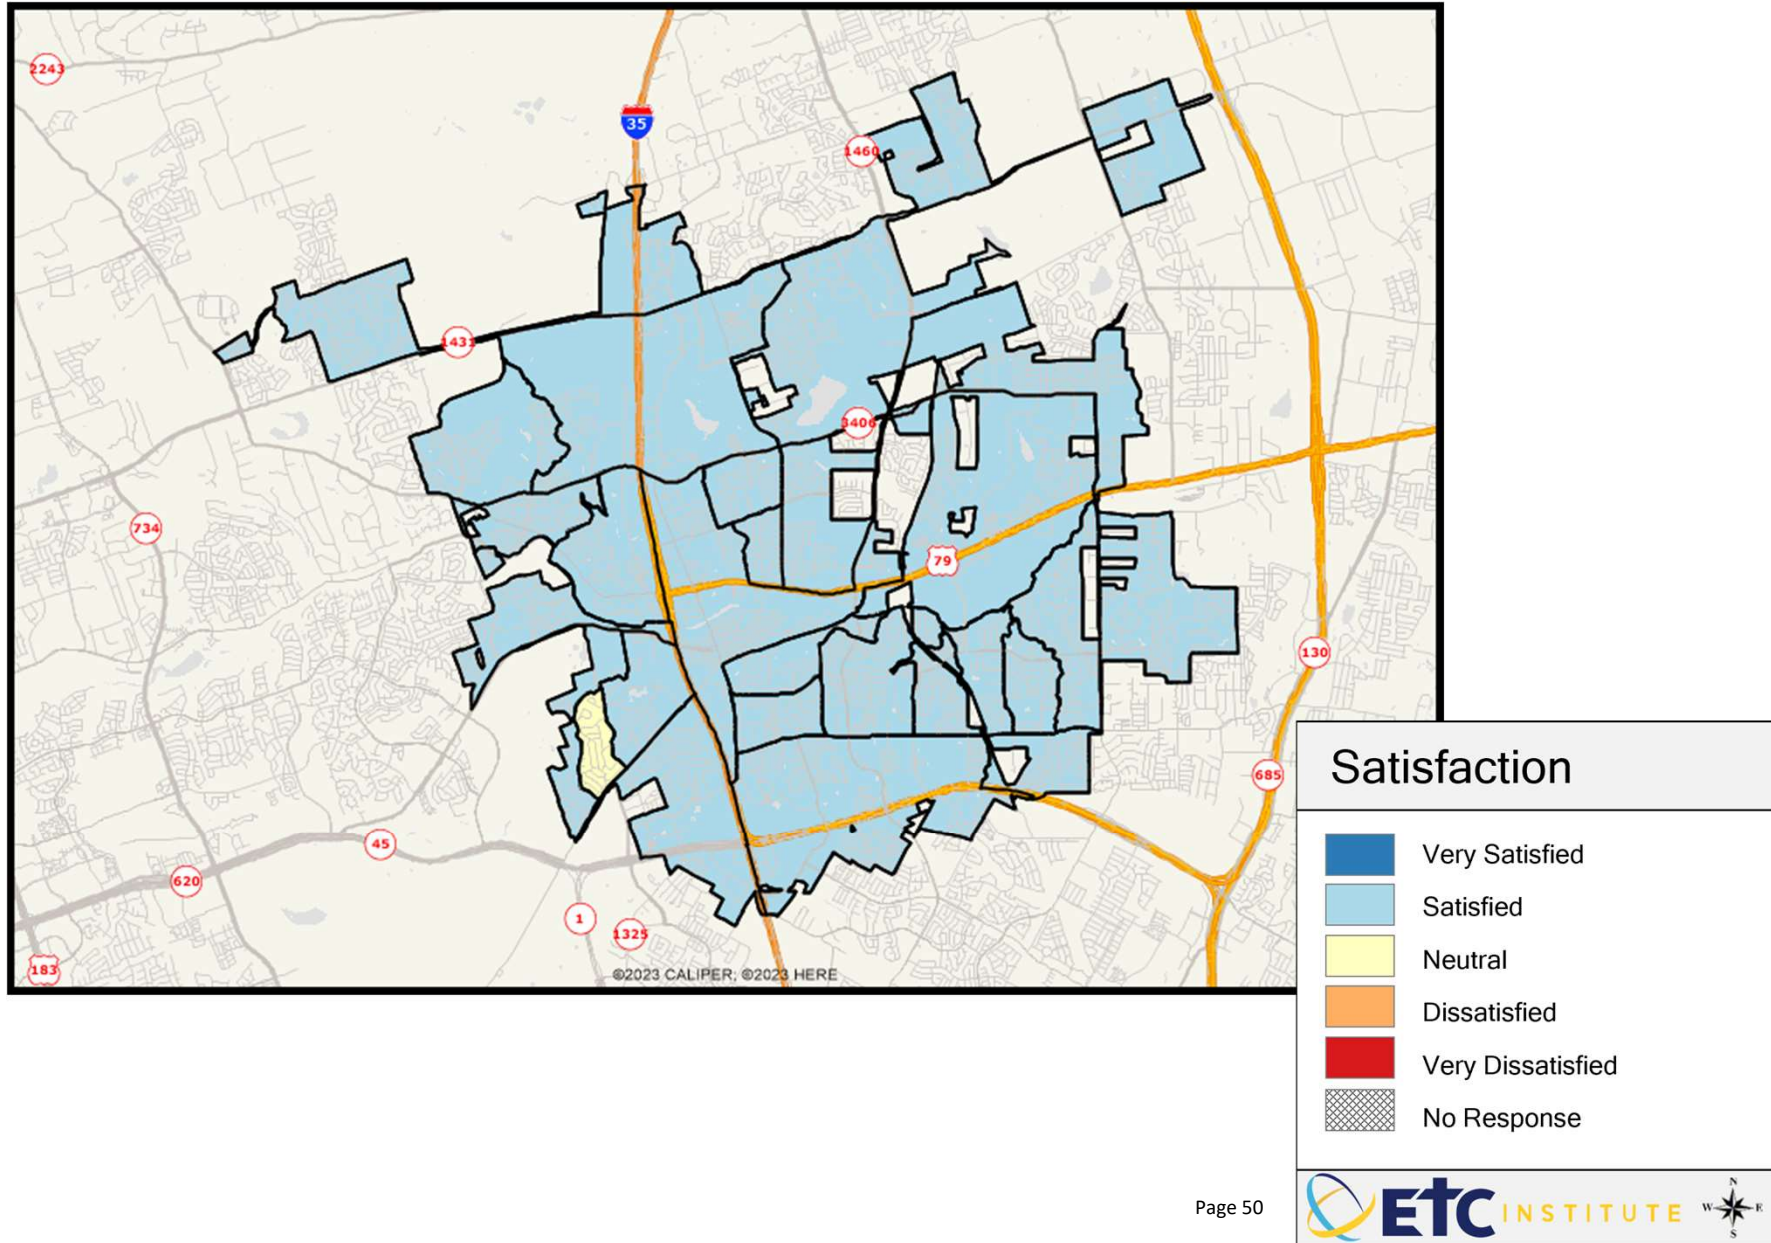 2243
35
1460
1431
3406
734
79
130
685
45
620
1
1325
183
©2023 CALIPER; ©2023 HERE
Satisfaction
Very Satisfied
Satisfied
Neutral
Dissatisfied
Very Dissatisfied
No Response
Page 50
ETC INSTITUTE
N
W E
S